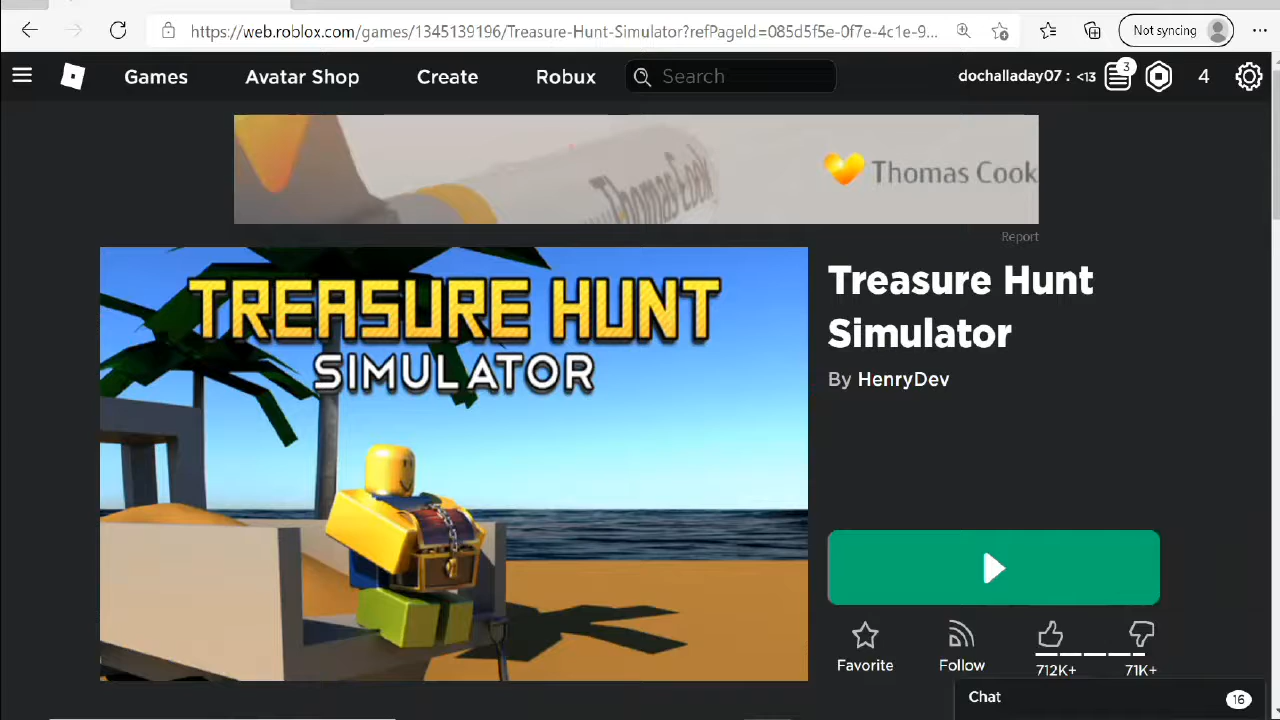 https://web.roblox.com/games/1345139196/Treasure-Hunt-Simulator?refPageId=085d5f5e-0f7e-4c1e-9...
Not syncing
Games
Avatar Shop
Create
Robux
Search
dochalladay07 : <13
3
4
www.ThomasCook
Thomas Cook
Report
TREASURE HUNT
SIMULATOR
Treasure Hunt
Simulator
By HenryDev
Favorite
Follow
712K+
71K+
Chat
16